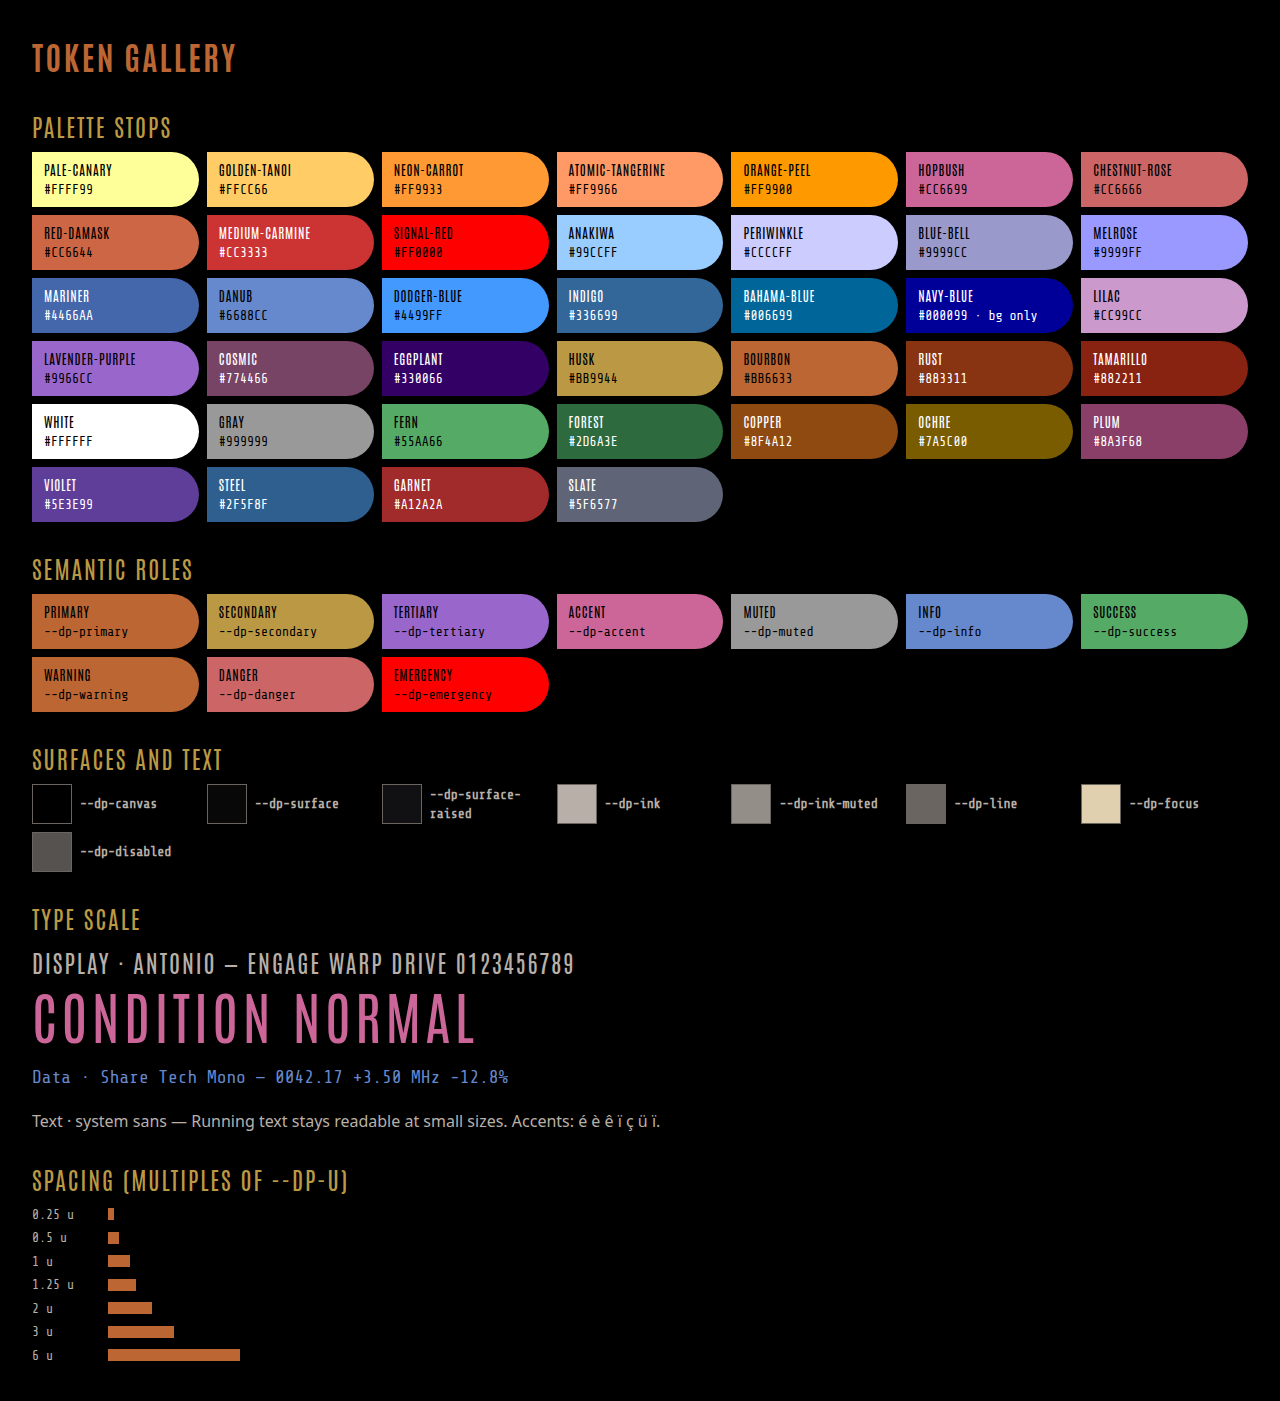 TOKEN GALLERY
PALETTE STOPS
PALE-CANARY
#FFFF99
GOLDEN-TANOI
#FFCC66
NEON-CARROT
#FF9933
ATOMIC-TANGERINE
#FF9966
ORANGE-PEEL
#FF9900
HOPBUSH
#CC6699
CHESTNUT-ROSE
#CC6666
RED-DAMASK
#CC6644
MEDIUM-CARMINE
#CC3333
SIGNAL-RED
#FF0000
ANAKIWA
#99CCFF
PERIWINKLE
#CCCCFF
BLUE-BELL
#9999CC
MELROSE
#9999FF
MARINER
#4466AA
DANUB
#6688CC
DODGER-BLUE
#4499FF
INDIGO
#336699
BAHAMA-BLUE
#006699
NAVY-BLUE
#000099 · bg only
LILAC
#CC99CC
LAVENDER-PURPLE
#9966CC
COSMIC
#774466
EGGPLANT
#330066
HUSK
#BB9944
BOURBON
#BB6633
RUST
#883311
TAMARILLO
#882211
WHITE
#FFFFFF
GRAY
#999999
FERN
#55AA66
FOREST
#2D6A3E
COPPER
#8F4A12
OCHRE
#7A5C00
PLUM
#8A3F68
VIOLET
#5E3E99
STEEL
#2F5F8F
GARNET
#A12A2A
SLATE
#5F6577
SEMANTIC ROLES
PRIMARY
--dp-primary
SECONDARY
--dp-secondary
TERTIARY
--dp-tertiary
ACCENT
--dp-accent
MUTED
--dp-muted
INFO
--dp-info
SUCCESS
--dp-success
WARNING
--dp-warning
DANGER
--dp-danger
EMERGENCY
--dp-emergency
SURFACES AND TEXT
--dp-canvas
--dp-surface
--dp-surface-
raised
--dp-ink
--dp-ink-muted
--dp-line
--dp-focus
--dp-disabled
TYPE SCALE
DISPLAY · ANTONIO — ENGAGE WARP DRIVE 0123456789
CONDITION NORMAL
Data · Share Tech Mono — 0042.17 +3.50 MHz −12.8%
Text · system sans — Running text stays readable at small sizes. Accents: é è ê ï ç ü ï.
SPACING (MULTIPLES OF --DP-U)
0.25 u
0.5 u
1 u
1.25 u
2 u
3 u
6 u